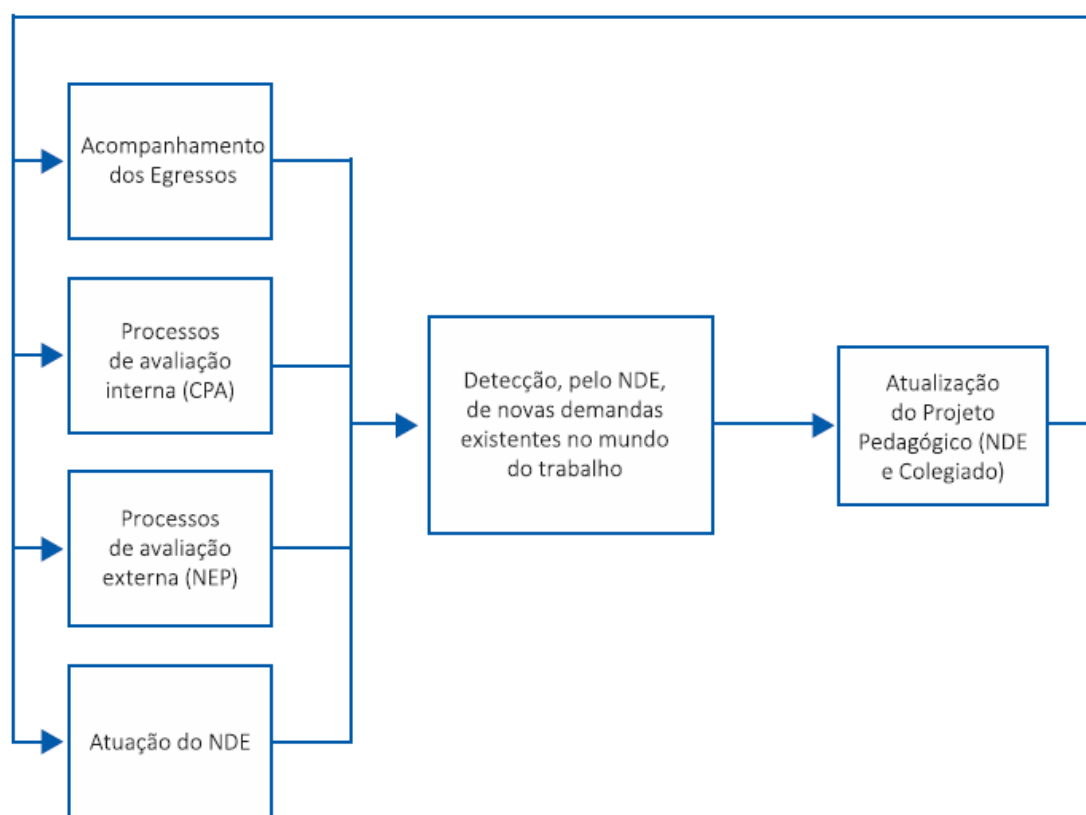 Acompanhamento
dos Egressos
Processos
de avaliação
interna (CPA)
Processos
de avaliação
externa (NEP)
Atuação do NDE
Detecção, pelo NDE,
de novas demandas
existentes no mundo
do trabalho
Atualização
do Projeto
Pedagógico (NDE
e Colegiado)